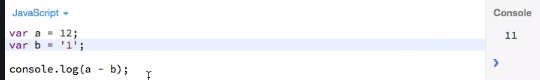 JavaScript
Console
var a = 12;
var b = '1';
console.log(a - b);
11